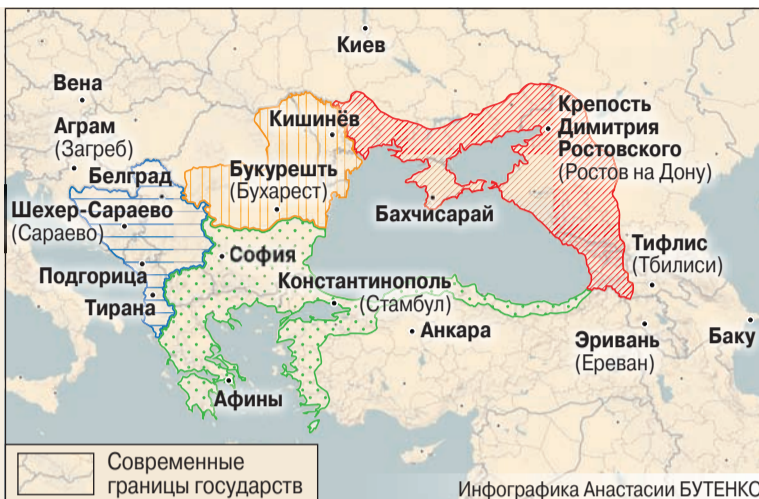 Киев
Вена
Аграм
(Загреб)
Кишинёв
Крепость
Димитрия
Ростовского
(Ростов на Дону)
Белград
Букурешть
(Бухарест)
Бахчисарай
Шехер-Сараево
(Сараево)
София
Тифлис
(Тбилиси)
Подгорица
Константинополь
(Стамбул)
Тирана
Анкара
Эривань
(Ереван)
Баку
Афины
Современные
границы государств
Инфографика Анастасии БУТЕНКО